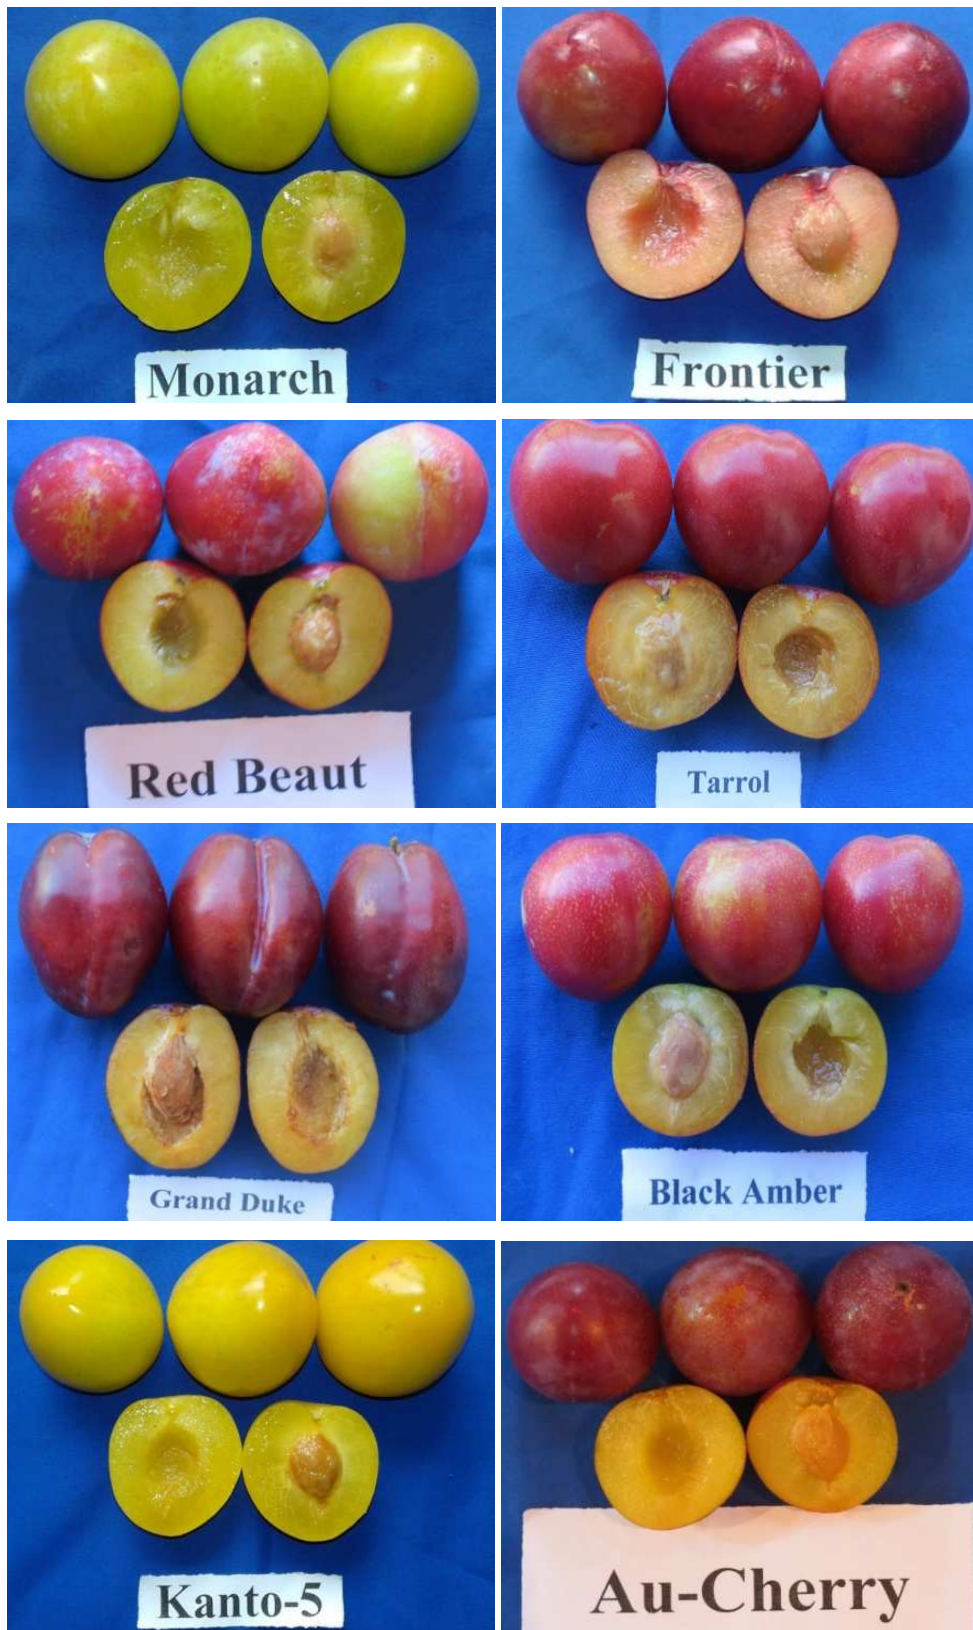 Monarch
Frontier
Red Beaut
Tarrol
Grand Duke
Black Amber
Kanto-5
Au-Cherry